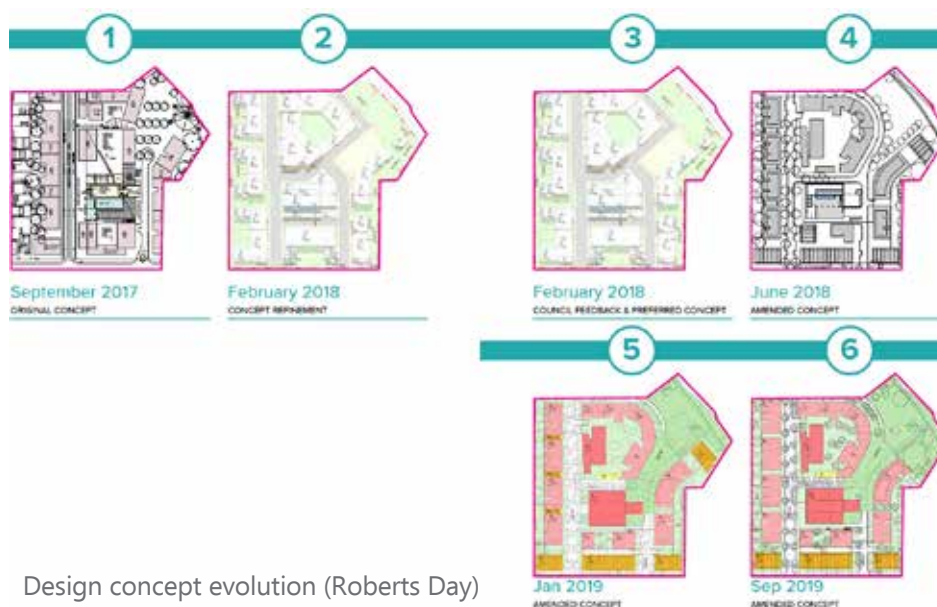 1
2
3
4
September 2017
ORIGINAL CONCEPT
February 2018
CONCEPT REFINEMENT
February 2018
COUNCIL FEEDBACK & PREFERRED CONCEPT
June 2018
AMENDED CONCEPT
5
6
Jan 2019
AMENDED CONCEPT
Sep 2019
AMENDED CONCEPT
Design concept evolution (Roberts Day)